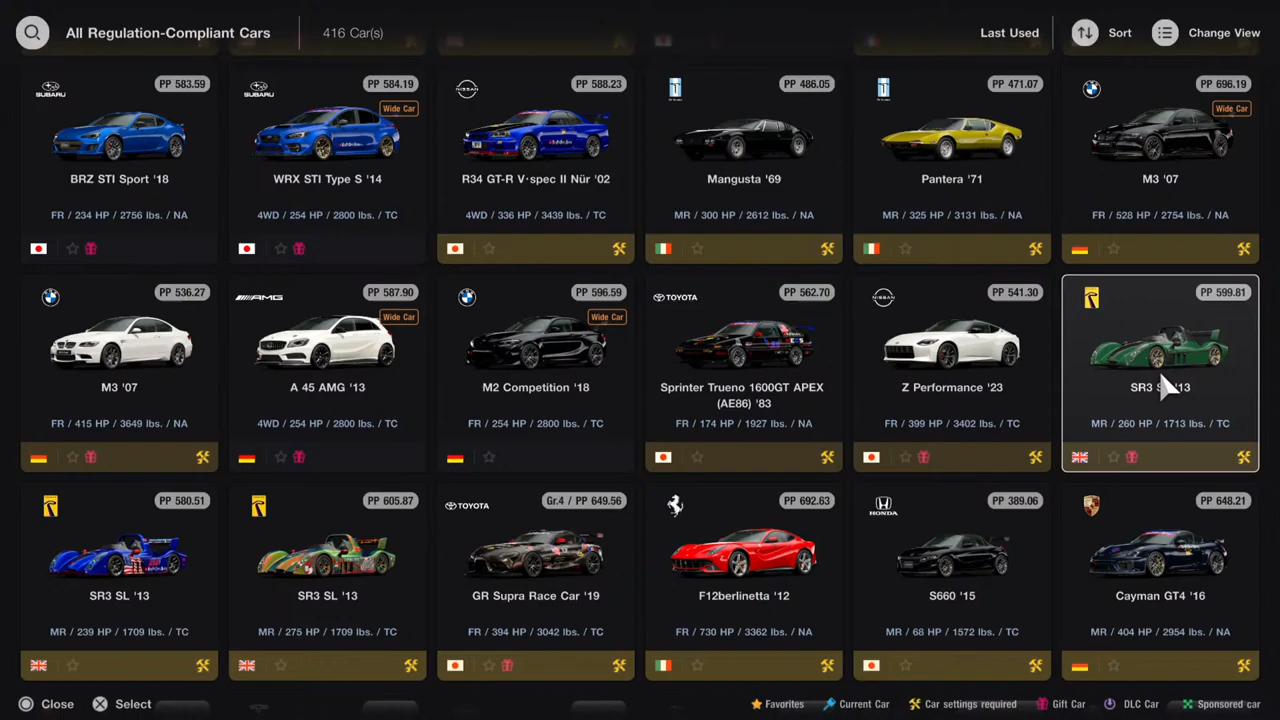 All Regulation-Compliant Cars 416 Car(s) Last Used Sort Change View
SUBARU PP 583.59
BRZ STI Sport '18
FR / 234 HP / 2756 lbs. / NA
SUBARU PP 584.19
Wide Car
WRX STI Type S '14
4WD / 254 HP / 2800 lbs. / TC
PP 588.23
R34 GT-R V·spec II Nür '02
4WD / 336 HP / 3439 lbs. / TC
PP 486.05
Mangusta '69
MR / 300 HP / 2612 lbs. / NA
PP 471.07
Pantera '71
MR / 325 HP / 3131 lbs. / NA
PP 696.19
Wide Car
M3 '07
FR / 528 HP / 2754 lbs. / NA
PP 536.27
M3 '07
FR / 415 HP / 3649 lbs. / NA
AMG PP 587.90
Wide Car
A 45 AMG '13
4WD / 254 HP / 2800 lbs. / TC
PP 596.59
Wide Car
M2 Competition '18
FR / 254 HP / 2800 lbs. / TC
TOYOTA PP 562.70
Sprinter Trueno 1600GT APEX
(AE86) '83
FR / 174 HP / 1927 lbs. / NA
PP 541.30
Z Performance '23
FR / 399 HP / 3402 lbs. / TC
PP 599.81
SR3 '13
MR / 260 HP / 1713 lbs. / TC
PP 580.51
SR3 SL '13
MR / 239 HP / 1709 lbs. / TC
PP 605.87
SR3 SL '13
MR / 275 HP / 1709 lbs. / TC
TOYOTA Gr.4 / PP 649.56
GR Supra Race Car '19
FR / 394 HP / 3042 lbs. / TC
PP 692.63
F12berlinetta '12
FR / 730 HP / 3362 lbs. / NA
HONDA PP 389.06
S660 '15
MR / 68 HP / 1572 lbs. / TC
PP 648.21
Cayman GT4 '16
MR / 404 HP / 2954 lbs. / NA
Close Select Favorites Current Car Car settings required Gift Car DLC Car Sponsored car